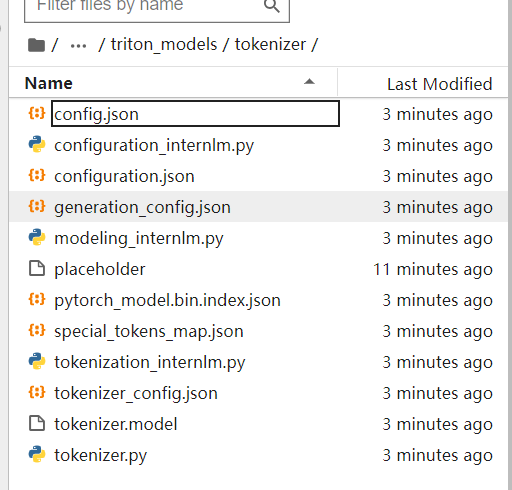 Filter files by name
/ ··· / triton_models / tokenizer /
Name Last Modified
config.json 3 minutes ago
configuration_internlm.py 3 minutes ago
configuration.json 3 minutes ago
generation_config.json 3 minutes ago
modeling_internlm.py 3 minutes ago
placeholder 11 minutes ago
pytorch_model.bin.index.json 3 minutes ago
special_tokens_map.json 3 minutes ago
tokenization_internlm.py 3 minutes ago
tokenizer_config.json 3 minutes ago
tokenizer.model 3 minutes ago
tokenizer.py 3 minutes ago